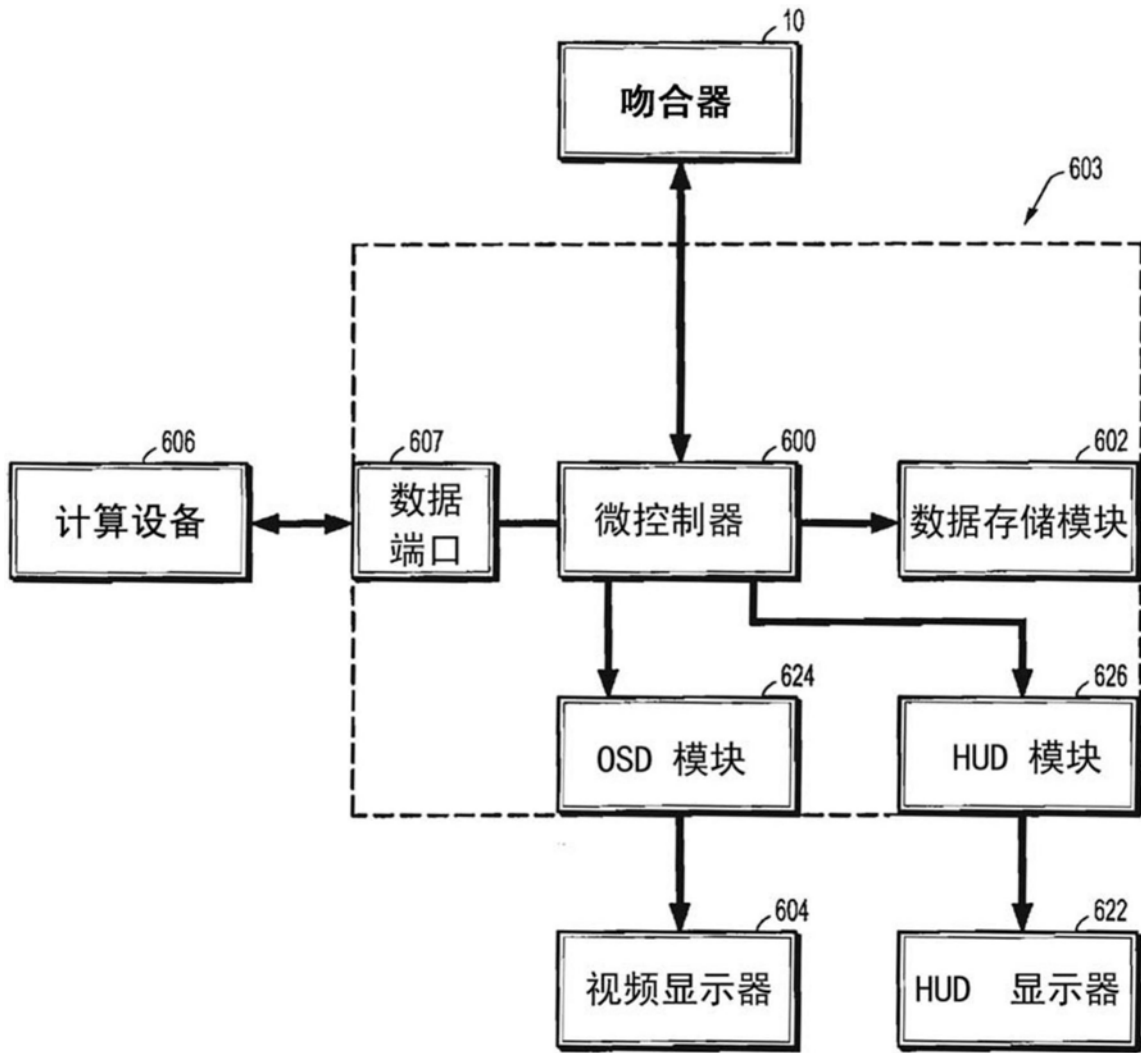 10
吻合器
603
606
计算设备
607
数据
端口
600
微控制器
602
数据存储模块
624
OSD 模块
626
HUD 模块
604
视频显示器
622
HUD 显示器